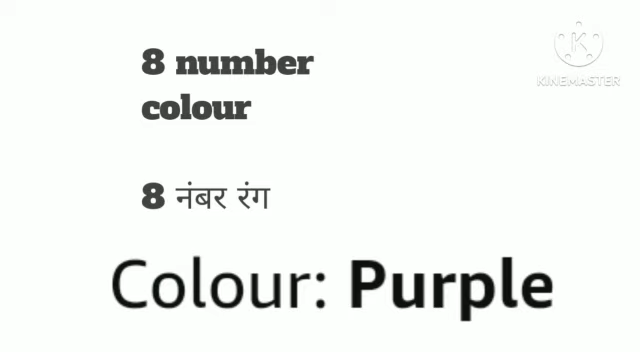 KINEMASTER
8 number
colour
8 नंबर रंग
Colour: Purple